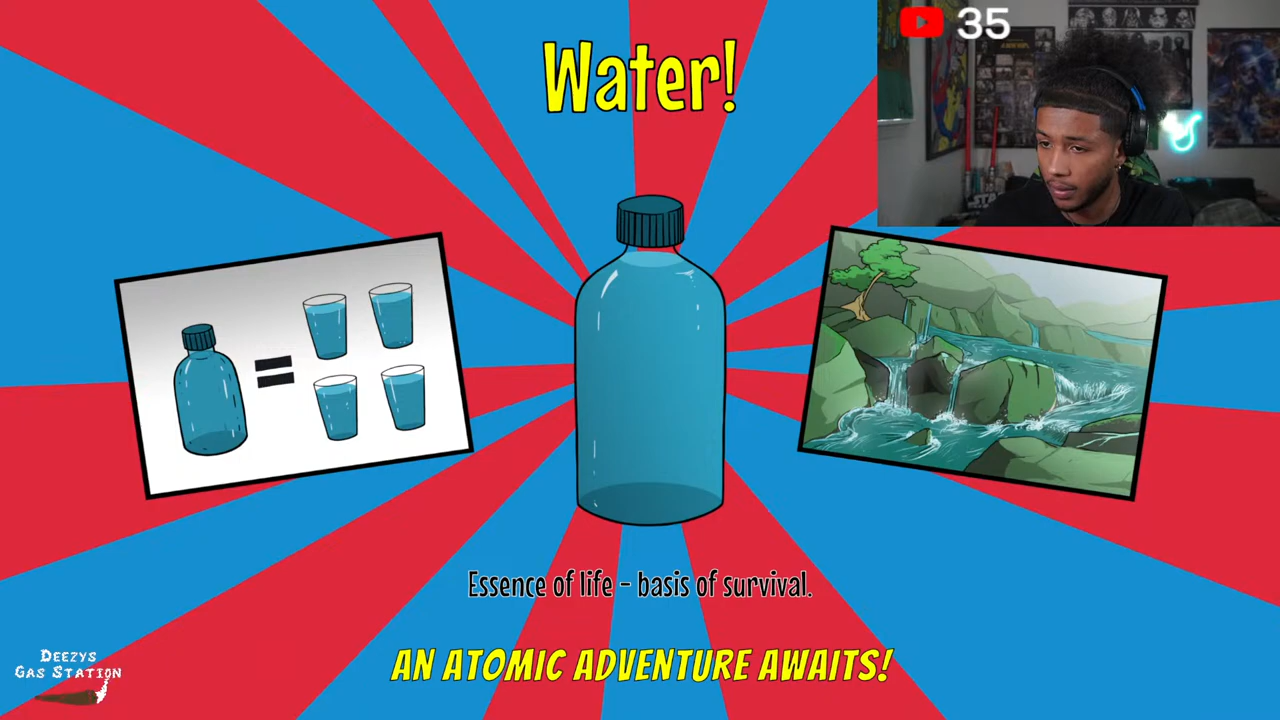 Water!
35
Essence of life – basis of survival.
AN ATOMIC ADVENTURE AWAITS!
DEEZYS
GAS STATION